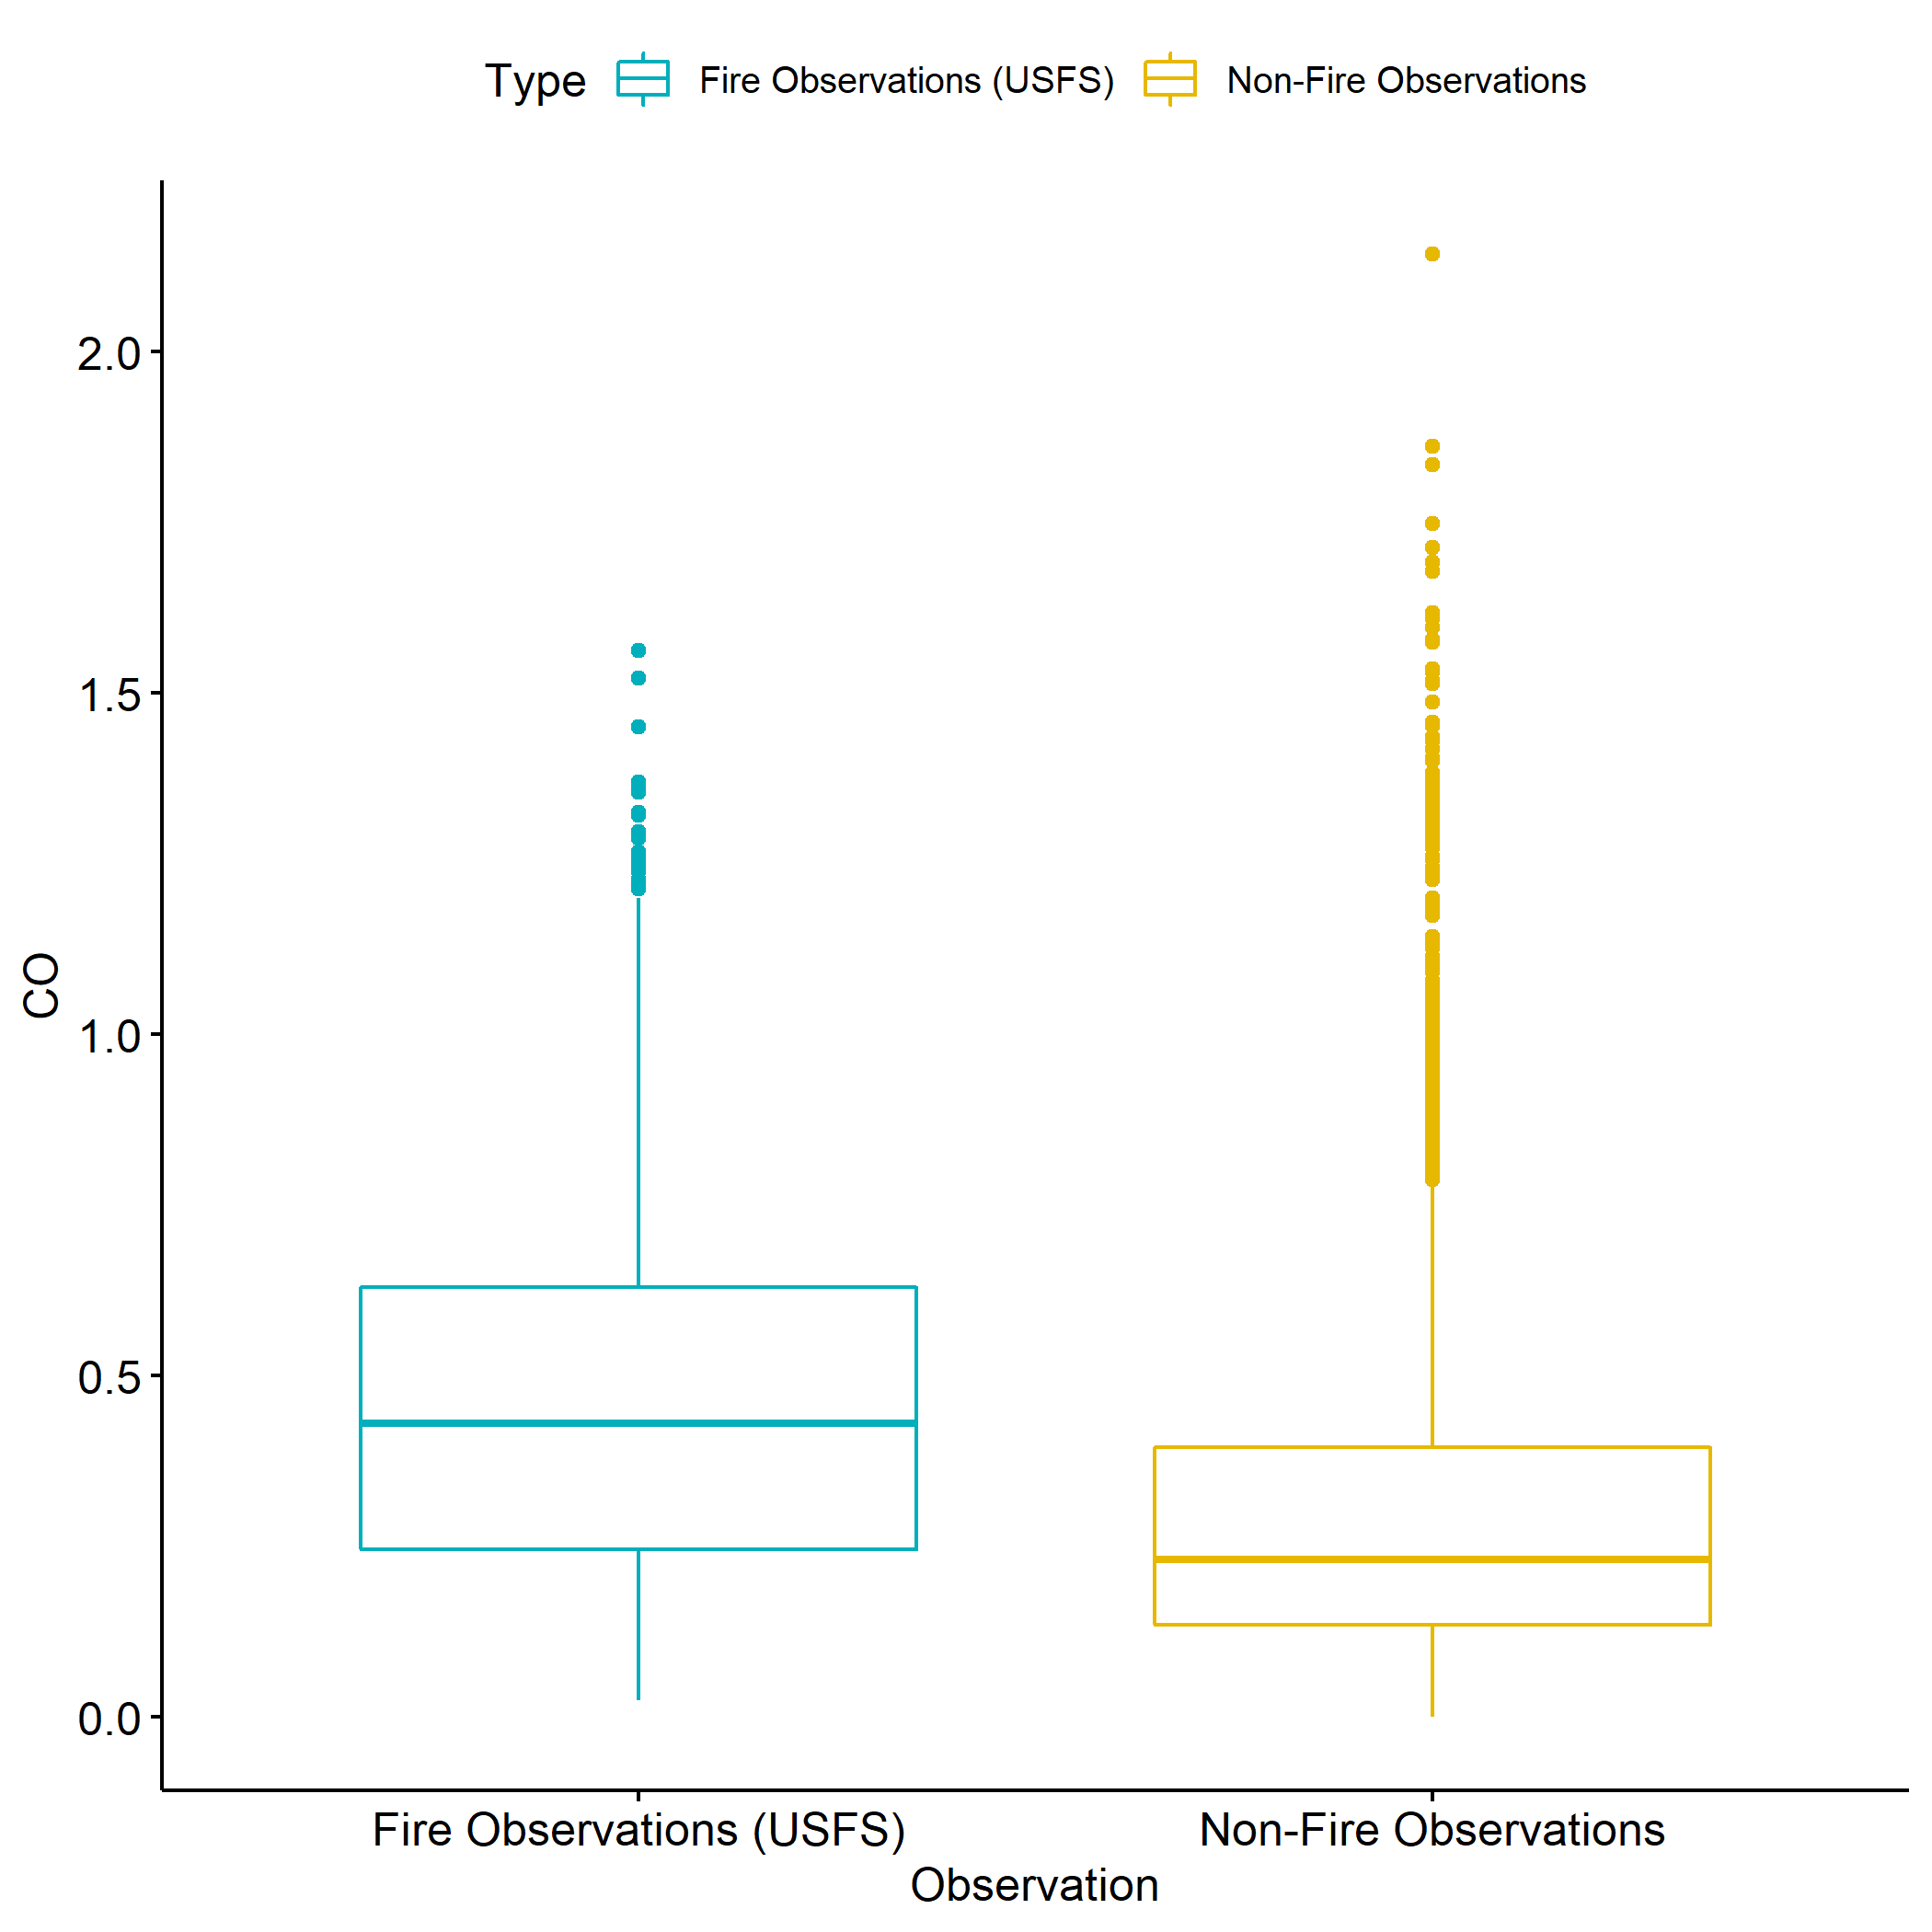 Type Fire Observations (USFS) Non-Fire Observations
2.0
1.5
1.0
0.5
0.0
CO
Fire Observations (USFS) Non-Fire Observations
Observation